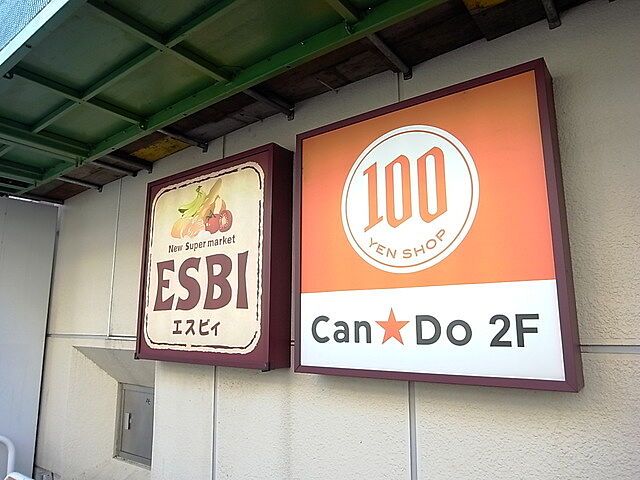 New Super market
ESBI
エスビィ
100
YEN SHOP
Can★Do 2F